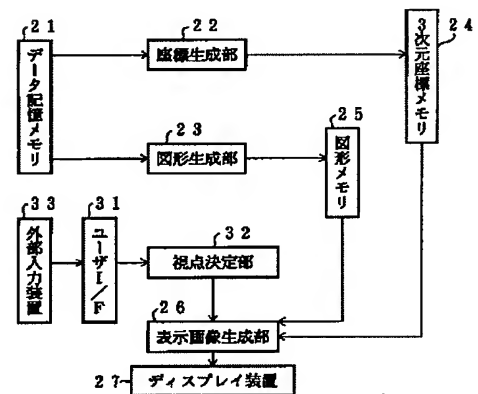 21
データ記憶メモリ
22
座標生成部
3次元座標メモリ
24
23
図形生成部
25
図形メモリ
33
外部入力装置
31
ユーザI/F
32
視点決定部
26
表示画像生成部
27
ディスプレイ装置